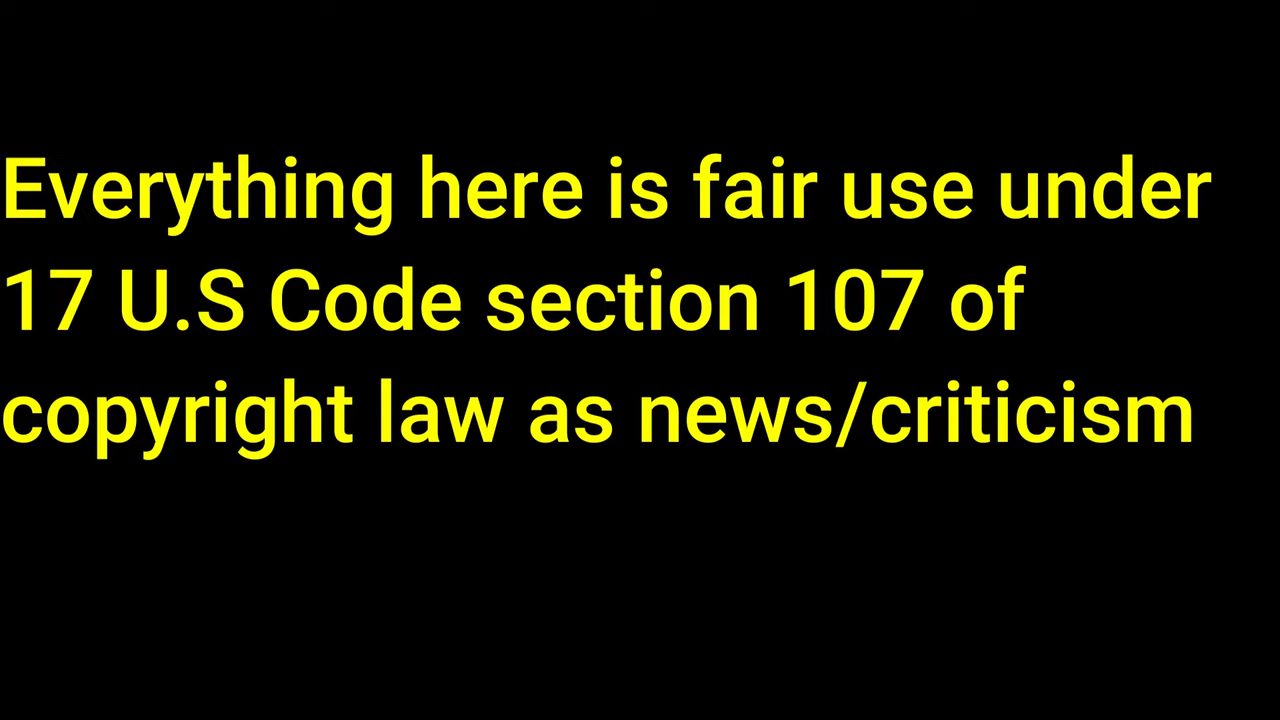 Everything here is fair use under
17 U.S Code section 107 of
copyright law as news/criticism